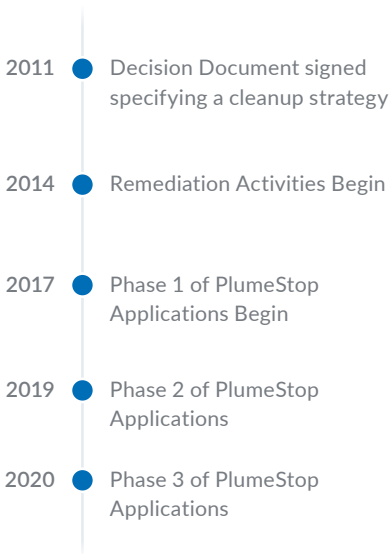 2011 Decision Document signed
specifying a cleanup strategy
2014 Remediation Activities Begin
2017 Phase 1 of PlumeStop
Applications Begin
2019 Phase 2 of PlumeStop
Applications
2020 Phase 3 of PlumeStop
Applications